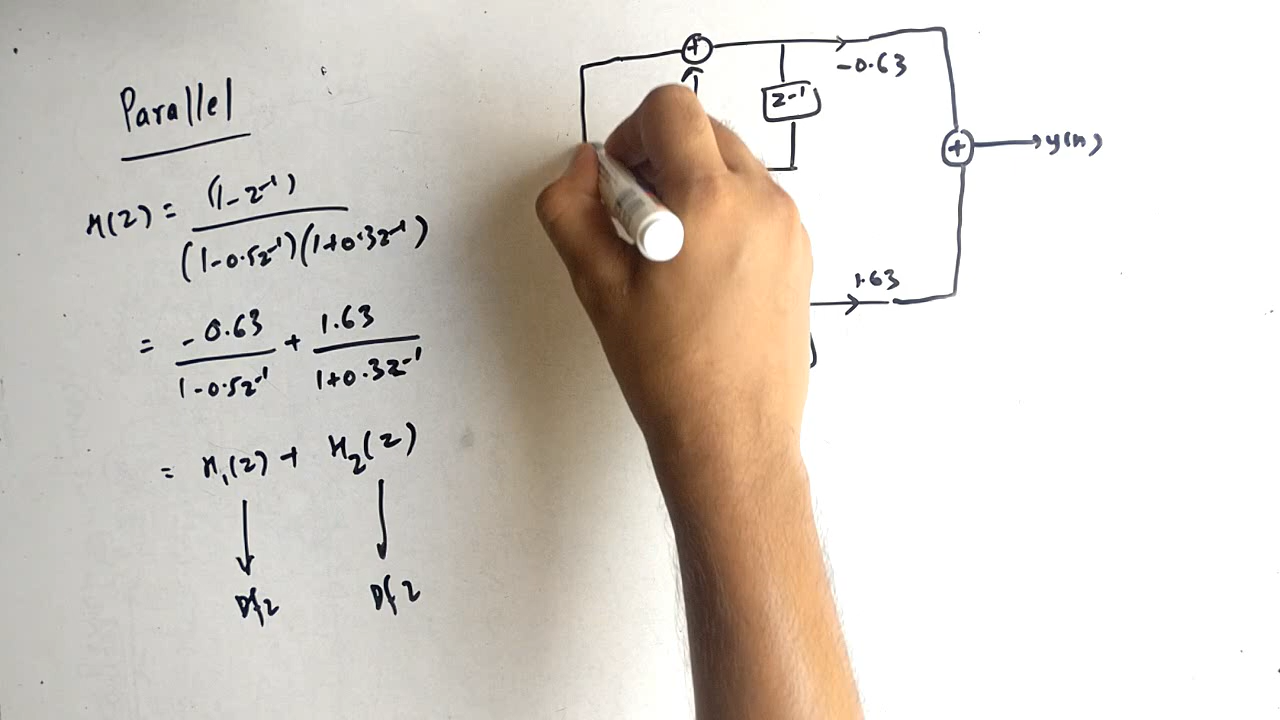 Parallel
H(z) = (1-z⁻¹) / (1-0.5z⁻¹)(1+0.3z⁻¹)
= -0.63 / 1-0.5z⁻¹ + 1.63 / 1+0.3z⁻¹
= H₁(z) + H₂(z)
Df2 Df2
+
-0.63
z⁻¹
+ y(n)
1.63